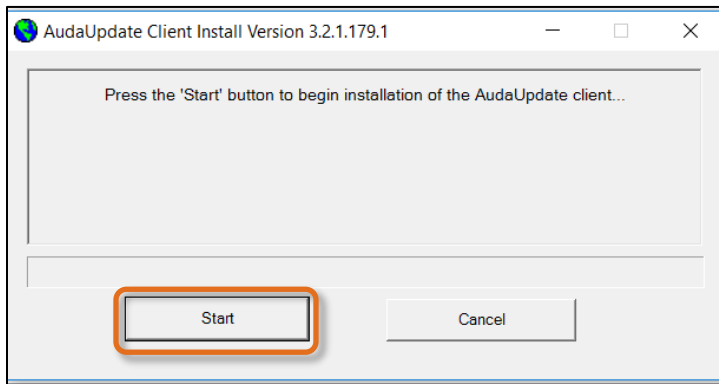 AudaUpdate Client Install Version 3.2.1.179.1
Press the 'Start' button to begin installation of the AudaUpdate client...
Start
Cancel